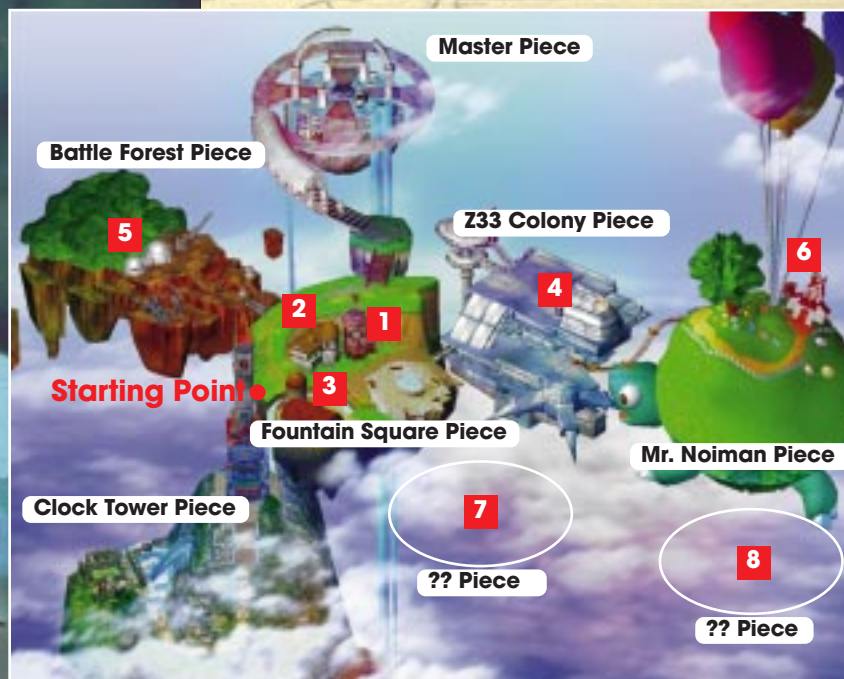 Master Piece
Battle Forest Piece
Z33 Colony Piece
5
6
4
2
1
3
Starting Point
Fountain Square Piece
Mr. Noiman Piece
Clock Tower Piece
7
8
?? Piece
?? Piece